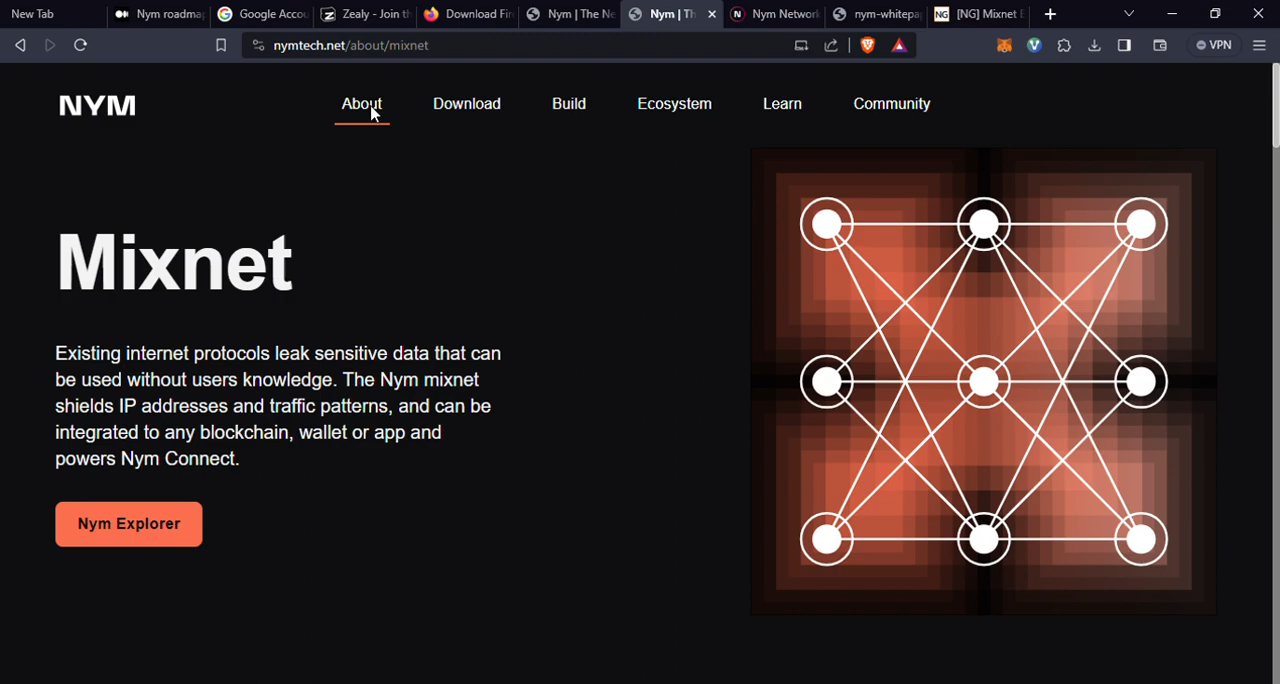 New Tab
Nym roadma
Google Accou
Zealy - Join th
Download Fir
Nym | The Ne
Nym | Th
Nym Network
nym-whitepap
[NG] Mixnet E
nymtech.net/about/mixnet
VPN
NYM
About
Download
Build
Ecosystem
Learn
Community
Mixnet
Existing internet protocols leak sensitive data that can
be used without users knowledge. The Nym mixnet
shields IP addresses and traffic patterns, and can be
integrated to any blockchain, wallet or app and
powers Nym Connect.
Nym Explorer